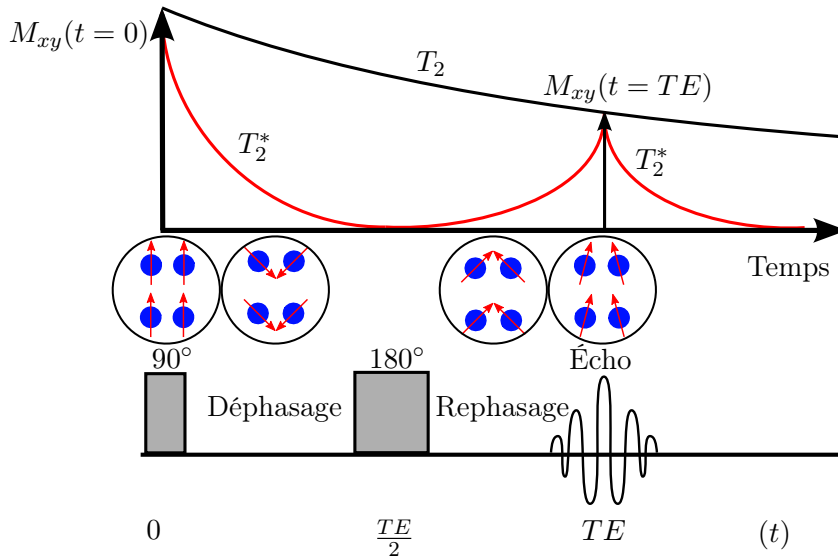 M_{xy}(t = 0)
T_2
M_{xy}(t = TE)
T_2^*
T_2^*
Temps
90° 180° Écho
Déphasage Rephasage
0 \frac{TE}{2} TE (t)